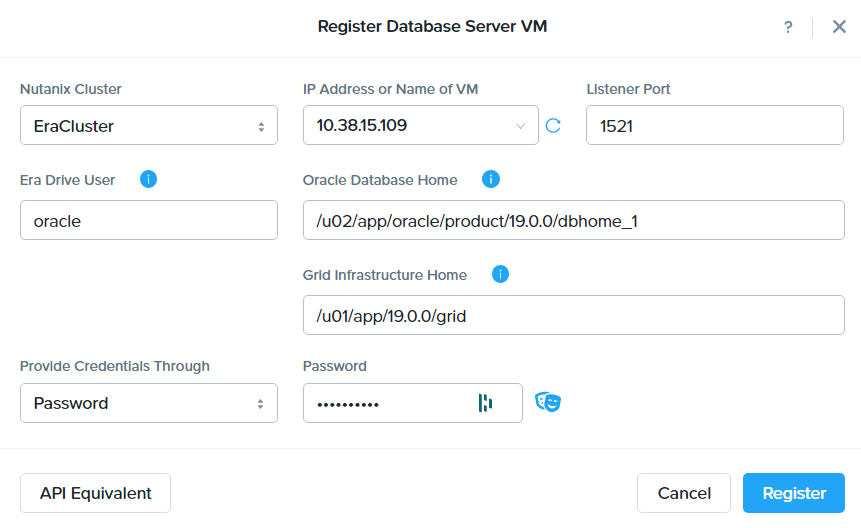 Register Database Server VM
?
Nutanix Cluster
IP Address or Name of VM
Listener Port
EraCluster
10.38.15.109
1521
Era Drive User
Oracle Database Home
oracle
/u02/app/oracle/product/19.0.0/dbhome_1
Grid Infrastructure Home
/u01/app/19.0.0/grid
Provide Credentials Through
Password
Password
••••••••••
API Equivalent
Cancel
Register